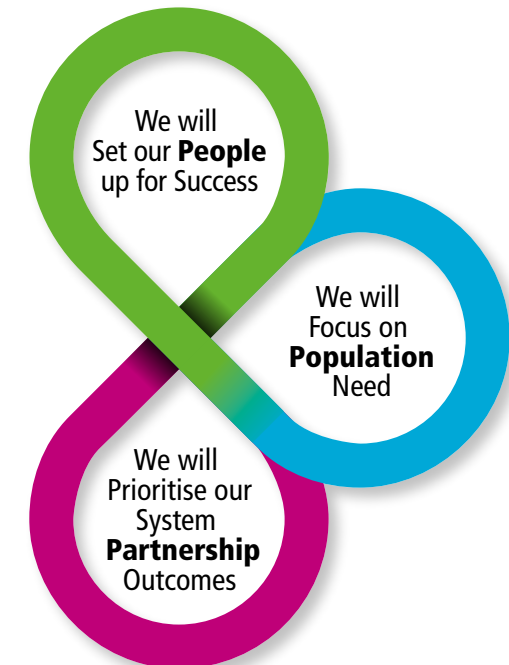 We will
Set our People
up for Success
We will
Focus on
Population
Need
We will
Prioritise our
System
Partnership
Outcomes